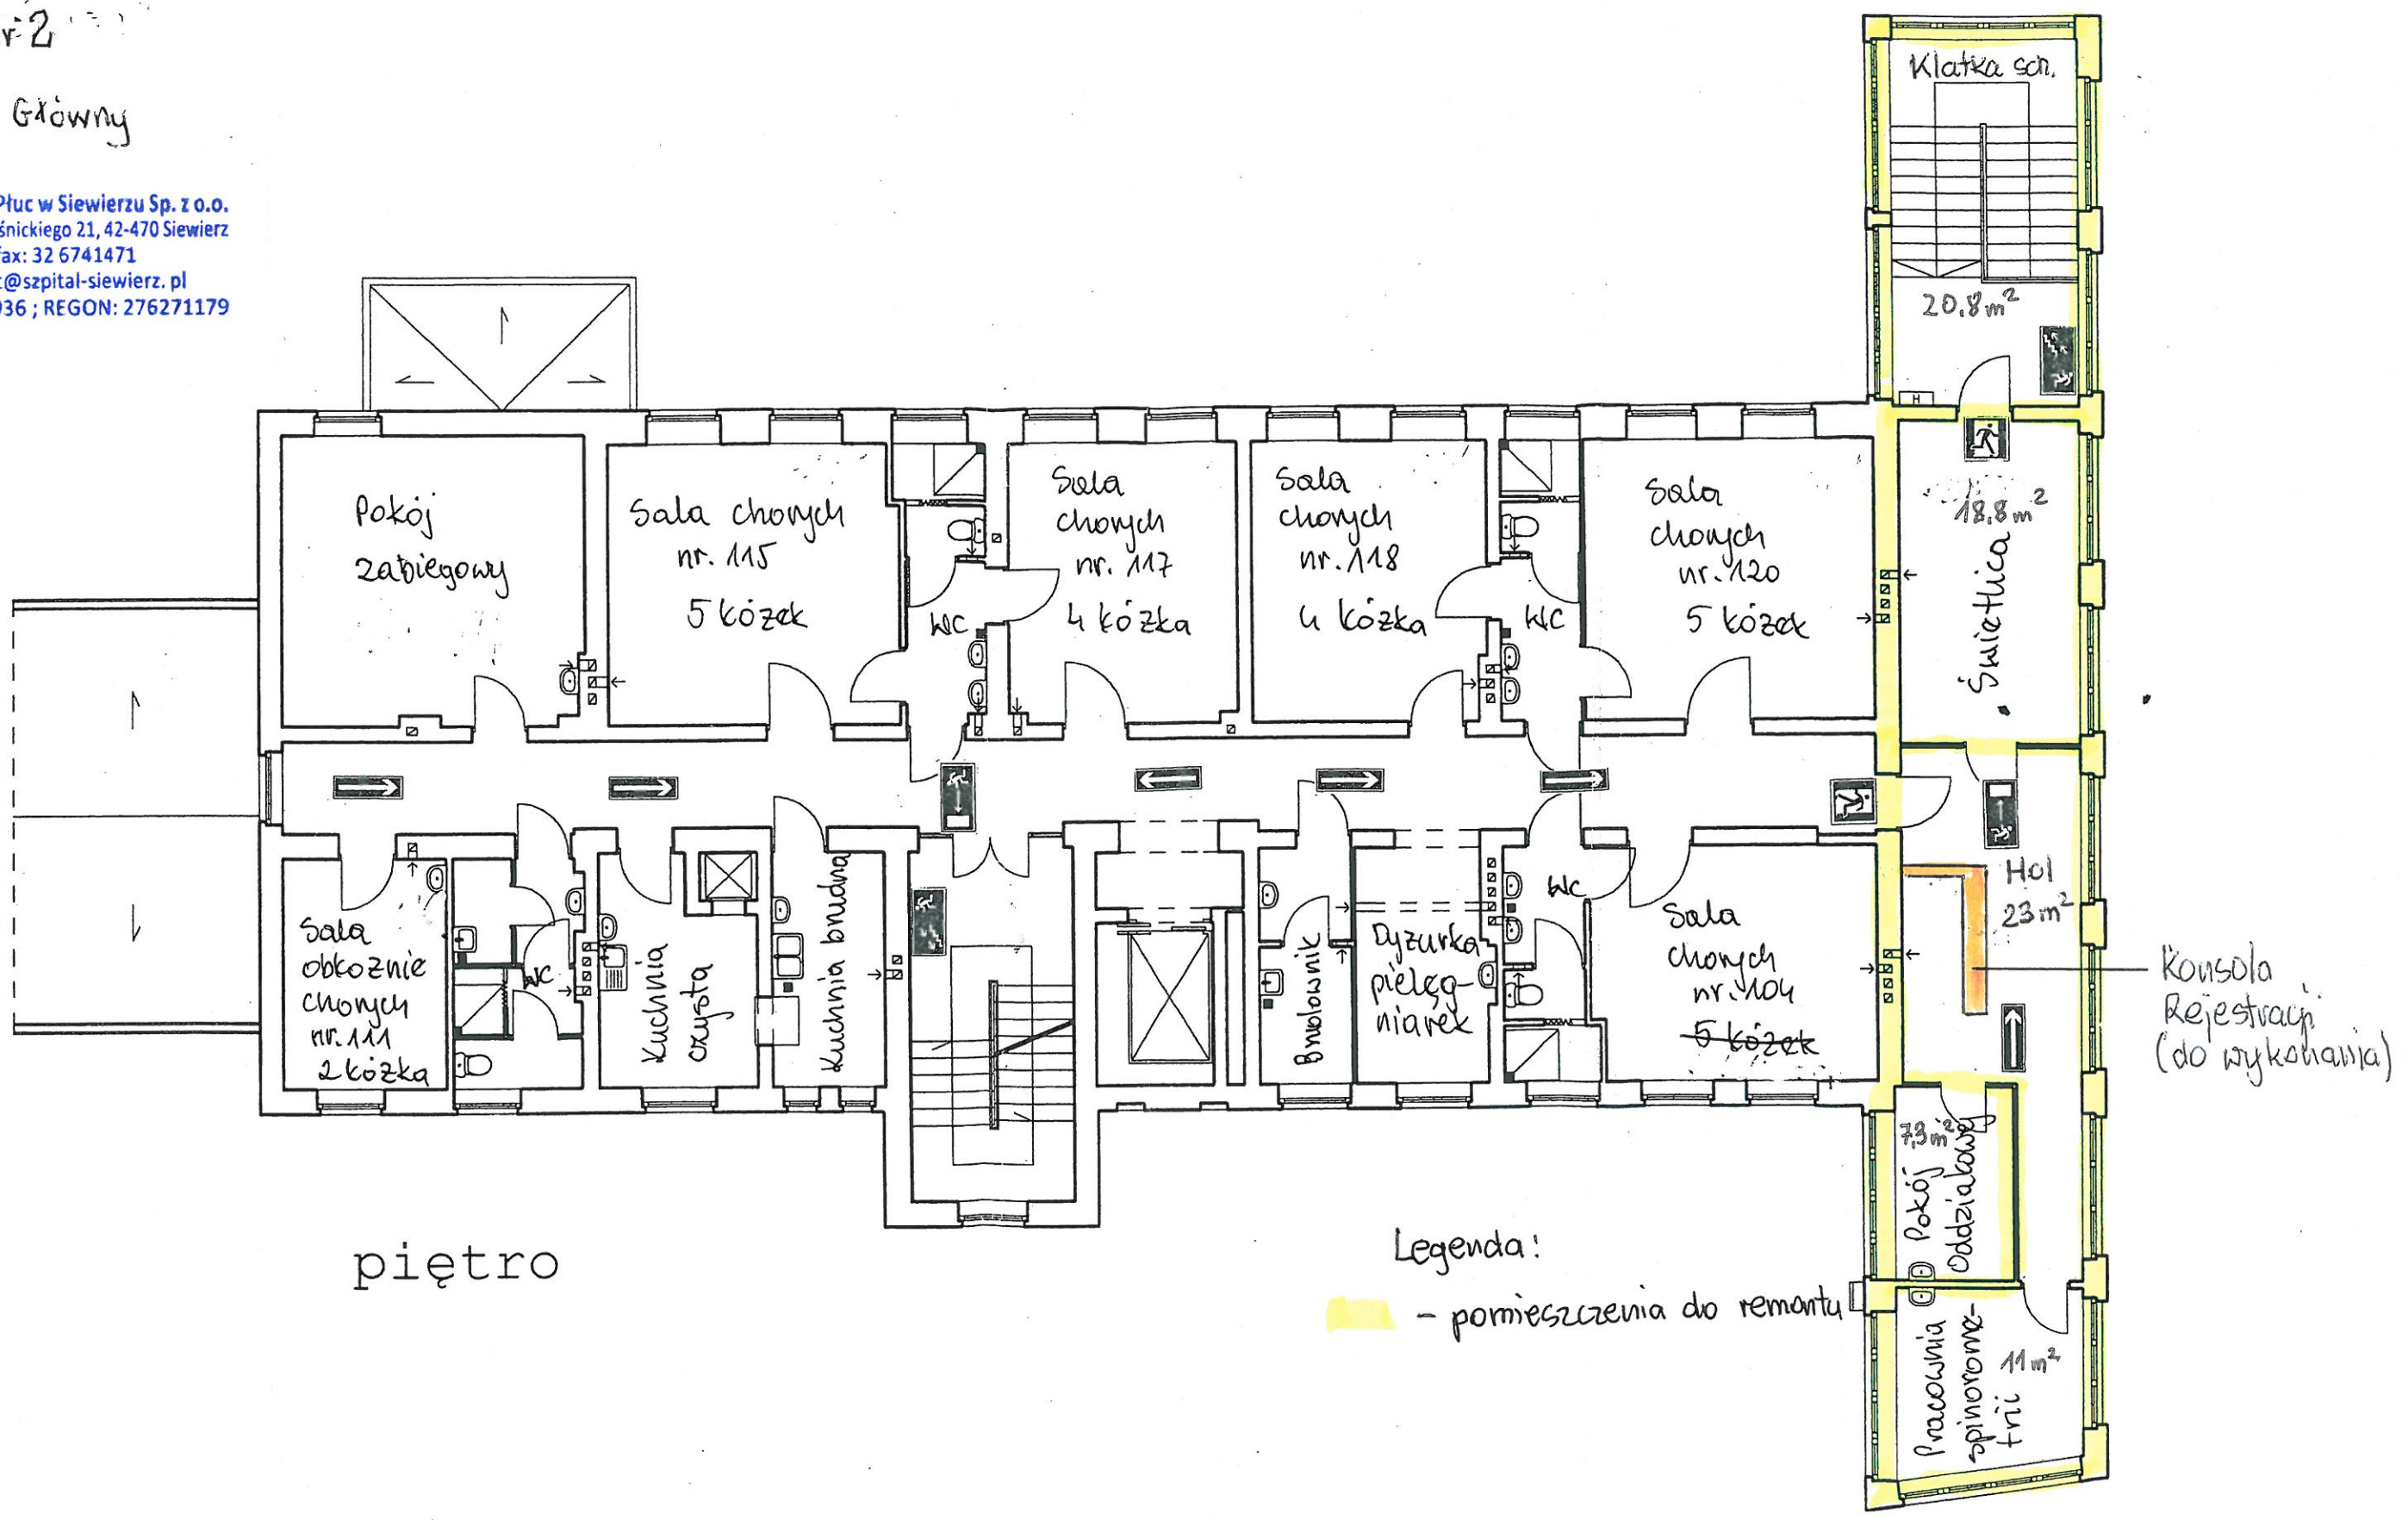 r 2
Główny
Płuc w Siewierzu Sp. z o.o.
śnickiego 21, 42-470 Siewierz
fax: 32 6741471
t@szpital-siewierz. pl
936 ; REGON: 276271179
Klatka sch.
20,8 m²
H
Pokój
zabiegowy
Sala chorych
nr. 115
5 łóżek
WC
Sala
chorych
nr. 117
4 łóżka
Sala
chorych
nr. 118
4 łóżka
WC
Sala
chorych
nr. 120
5 łóżek
18,8 m²
Świetlica
Sala
obłożnie
chorych
nr. 111
2 łóżka
WC
Kuchnia
czysta
Kuchnia brudna
Brudownik
Dyżurka
pielęg-
niarek
WC
Sala
chorych
nr. 104
5 łóżek
Hol
23 m²
Konsola
Rejestracji
(do wykonania)
7,3 m²
Pokój
Oddziałowej
Pracownia
spirome-
trii
11 m²
piętro
Legenda:
- pomieszczenia do remontu